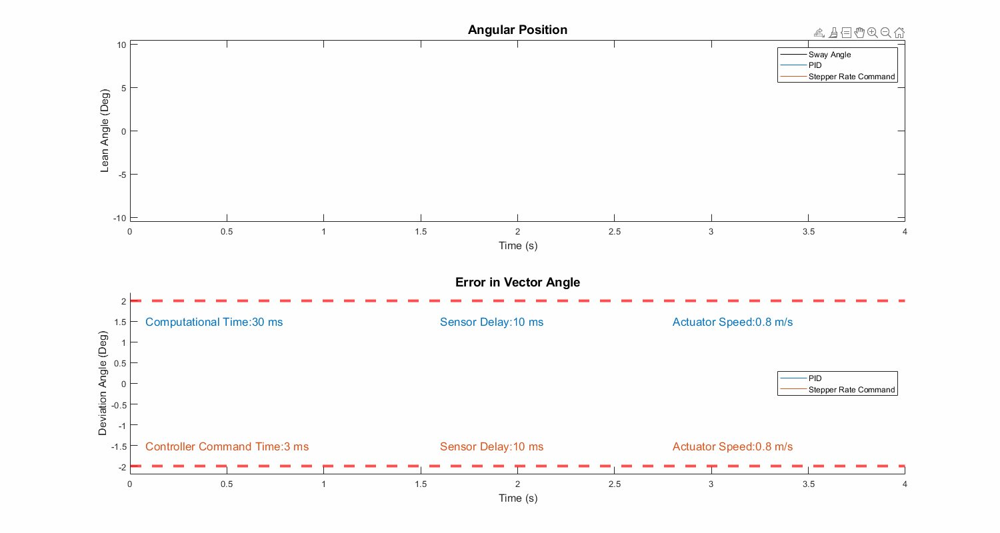 Angular Position
10
5
0
-5
-10
Lean Angle (Deg)
Sway Angle
PID
Stepper Rate Command
0 0.5 1 1.5 2 2.5 3 3.5 4
Time (s)
Error in Vector Angle
2
1.5
1
0.5
0
-0.5
-1
-1.5
-2
Deviation Angle (Deg)
Computational Time:30 ms Sensor Delay:10 ms Actuator Speed:0.8 m/s
PID
Stepper Rate Command
Controller Command Time:3 ms Sensor Delay:10 ms Actuator Speed:0.8 m/s
0 0.5 1 1.5 2 2.5 3 3.5 4
Time (s)